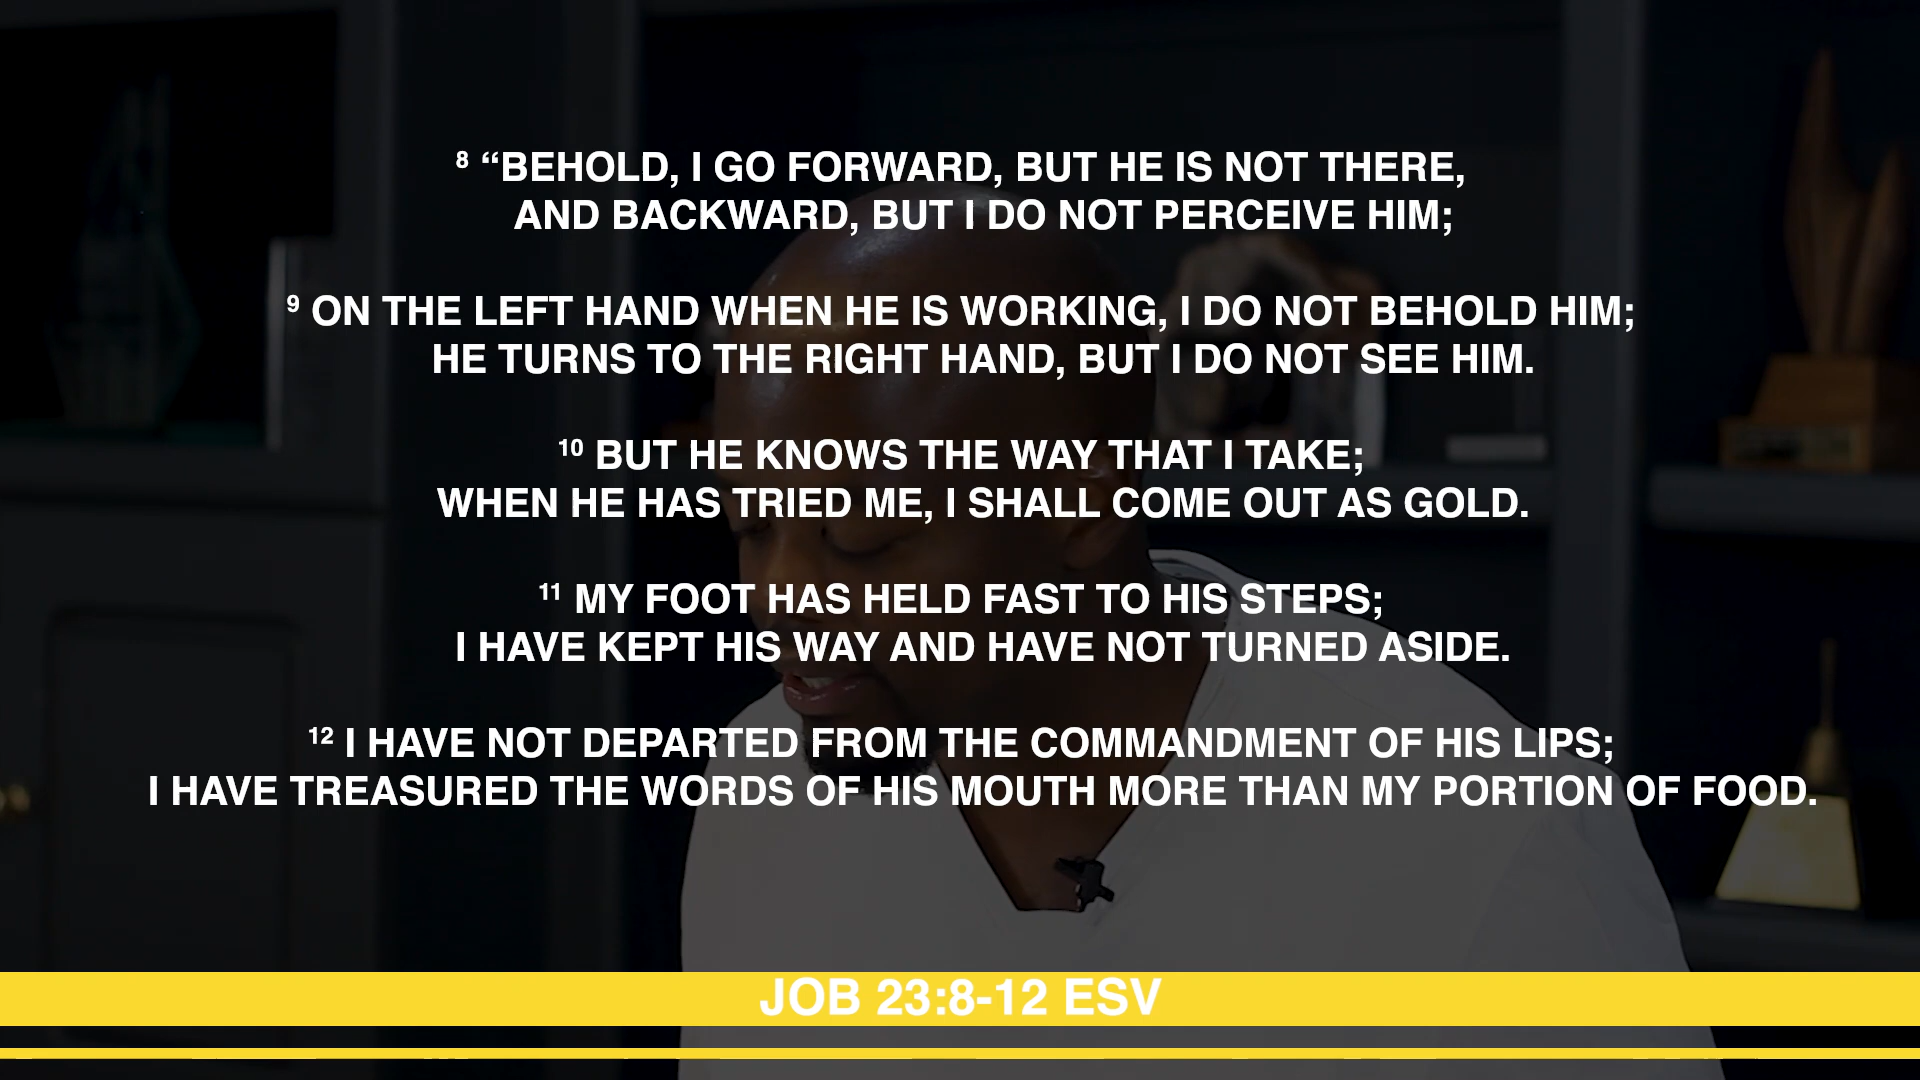 8 “BEHOLD, I GO FORWARD, BUT HE IS NOT THERE,
AND BACKWARD, BUT I DO NOT PERCEIVE HIM;
9 ON THE LEFT HAND WHEN HE IS WORKING, I DO NOT BEHOLD HIM;
HE TURNS TO THE RIGHT HAND, BUT I DO NOT SEE HIM.
10 BUT HE KNOWS THE WAY THAT I TAKE;
WHEN HE HAS TRIED ME, I SHALL COME OUT AS GOLD.
11 MY FOOT HAS HELD FAST TO HIS STEPS;
I HAVE KEPT HIS WAY AND HAVE NOT TURNED ASIDE.
12 I HAVE NOT DEPARTED FROM THE COMMANDMENT OF HIS LIPS;
I HAVE TREASURED THE WORDS OF HIS MOUTH MORE THAN MY PORTION OF FOOD.
JOB 23:8-12 ESV